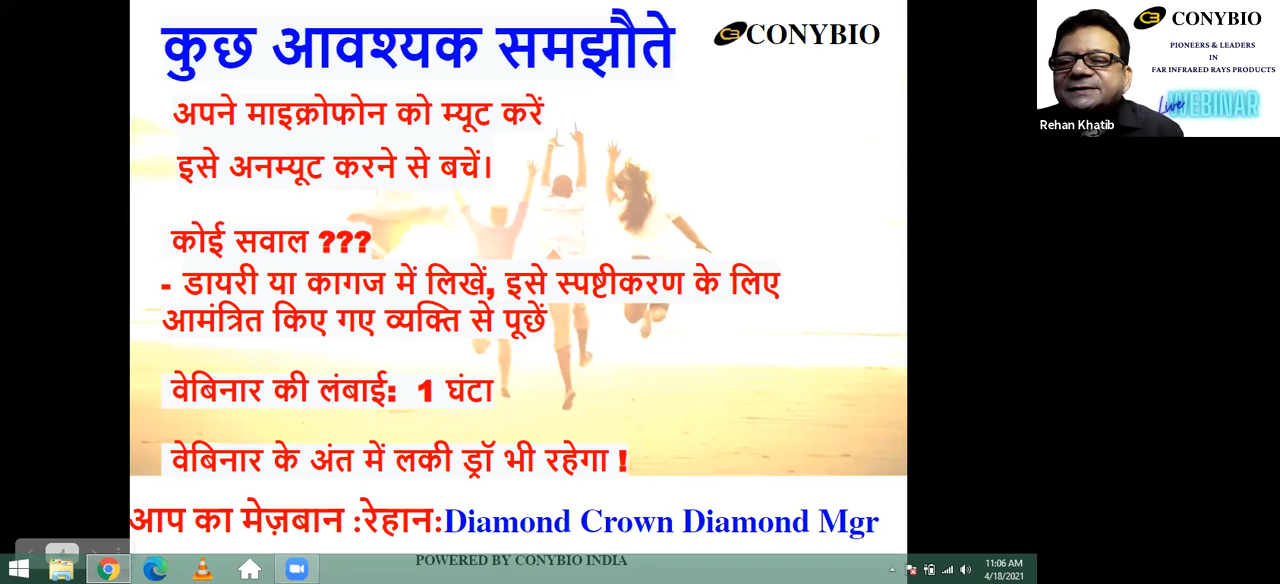 कुछ आवश्यक समझौते
CONYBIO
अपने माइक्रोफोन को म्यूट करें
इसे अनम्यूट करने से बचें।
कोई सवाल ???
- डायरी या कागज में लिखें, इसे स्पष्टीकरण के लिए
आमंत्रित किए गए व्यक्ति से पूछें
वेबिनार की लंबाई: 1 घंटा
वेबिनार के अंत में लकी ड्रॉ भी रहेगा !
आप का मेज़बान :रेहान:Diamond Crown Diamond Mgr
POWERED BY CONYBIO INDIA
4
CB CONYBIO
PIONEERS & LEADERS
IN
FAR INFRARED RAYS PRODUCTS
Live WEBINAR
Rehan Khatib
11:06 AM
4/18/2021